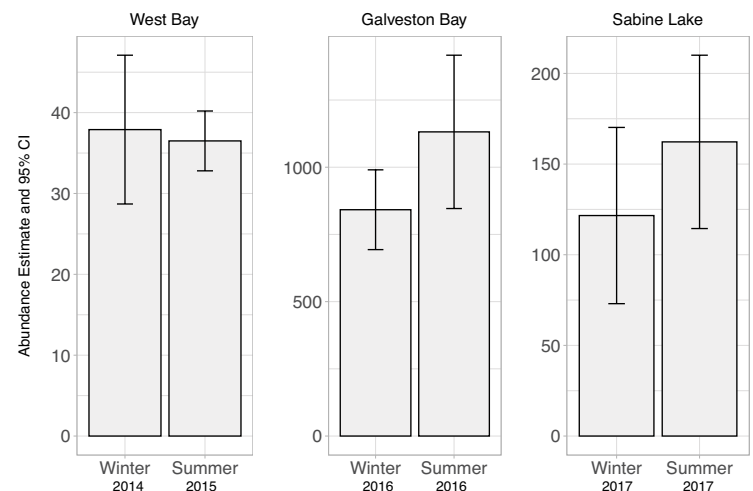 West Bay
Galveston Bay
Sabine Lake
Abundance Estimate and 95% CI
40
30
20
10
0
1000
500
0
200
150
100
50
0
Winter Summer
2014 2015
Winter Summer
2016 2016
Winter Summer
2017 2017